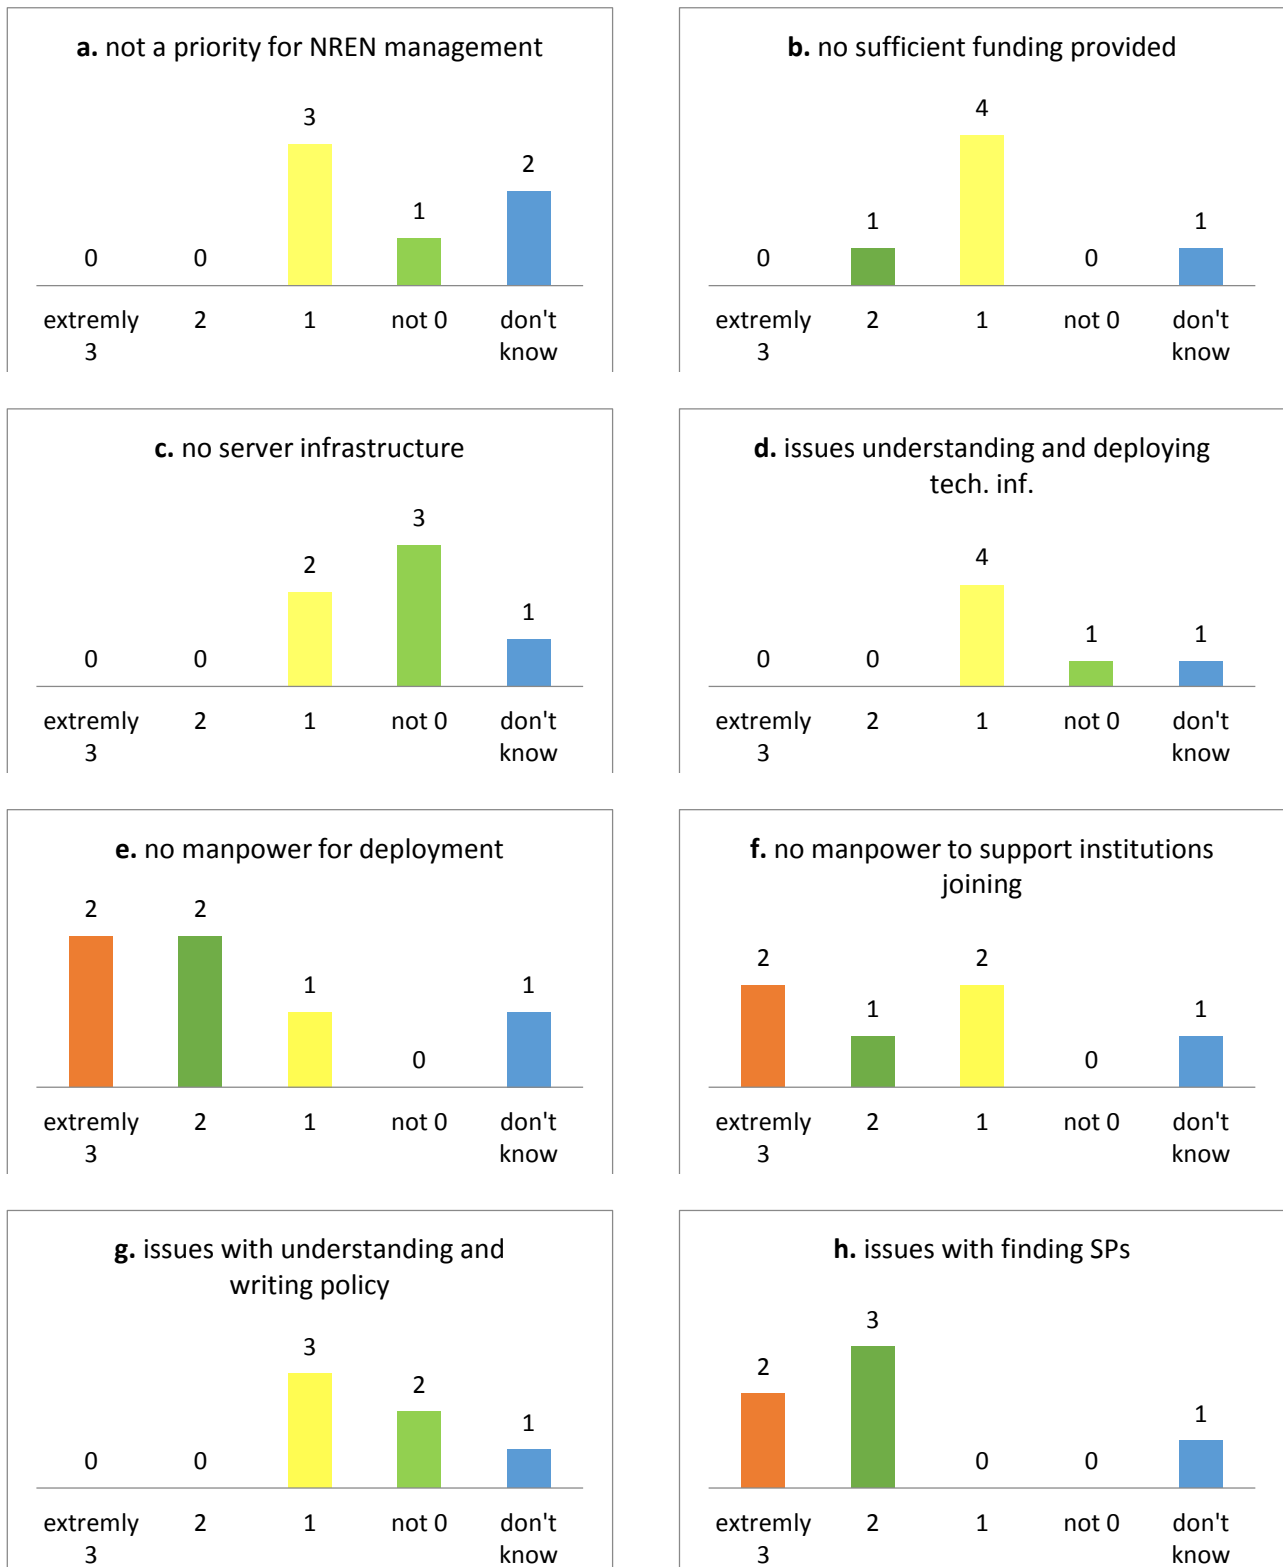 a. not a priority for NREN management
3
2
1
0
0
extremly
3
2
1
not 0
don't
know
b. no sufficient funding provided
4
1
1
0
0
extremly
3
2
1
not 0
don't
know
c. no server infrastructure
3
2
1
0
0
extremly
3
2
1
not 0
don't
know
d. issues understanding and deploying
tech. inf.
4
1
1
0
0
extremly
3
2
1
not 0
don't
know
e. no manpower for deployment
2
2
1
1
0
extremly
3
2
1
not 0
don't
know
f. no manpower to support institutions
joining
2
2
1
1
0
extremly
3
2
1
not 0
don't
know
g. issues with understanding and
writing policy
3
2
1
0
0
extremly
3
2
1
not 0
don't
know
h. issues with finding SPs
3
2
1
0
0
extremly
3
2
1
not 0
don't
know